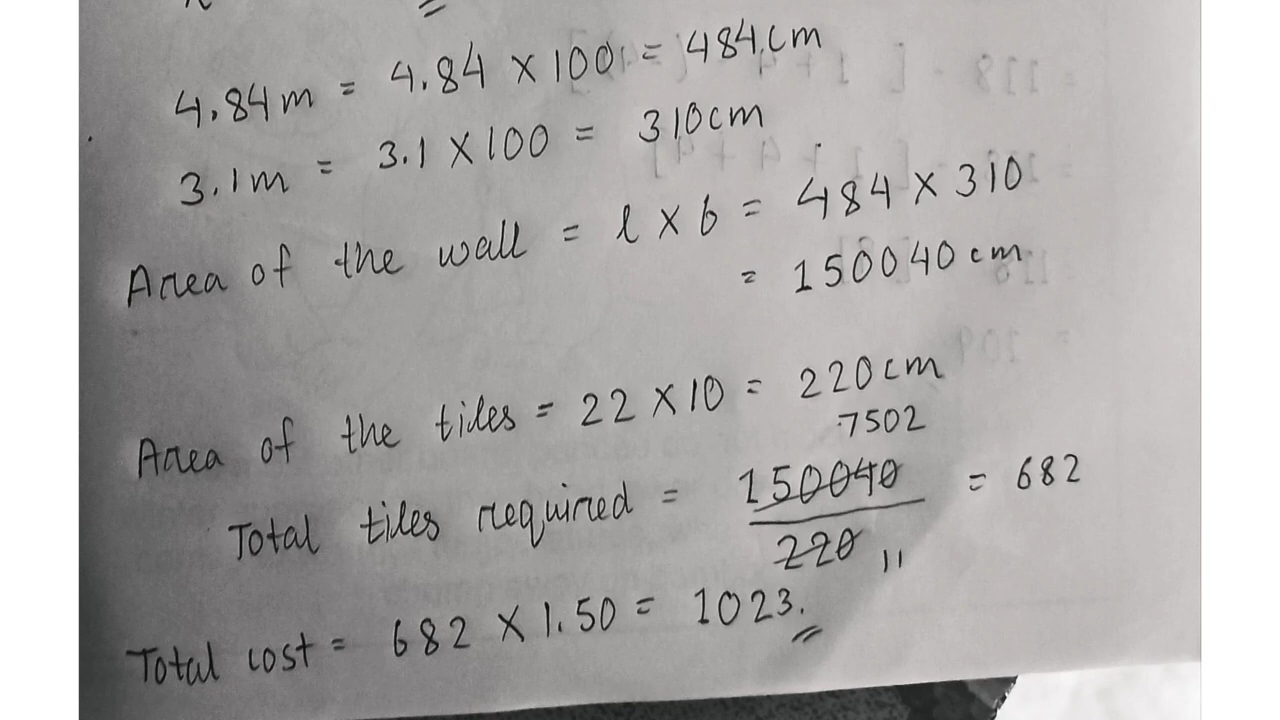 4.84m = 4.84 × 100 = 484cm
3.1m = 3.1 × 100 = 310cm
Area of the wall = l × b = 484 × 310
= 150040 cm
Area of the tiles = 22 × 10 = 220cm
7502
Total tiles required = 150040 / 220 = 682
11
Total cost = 682 × 1.50 = 1023.